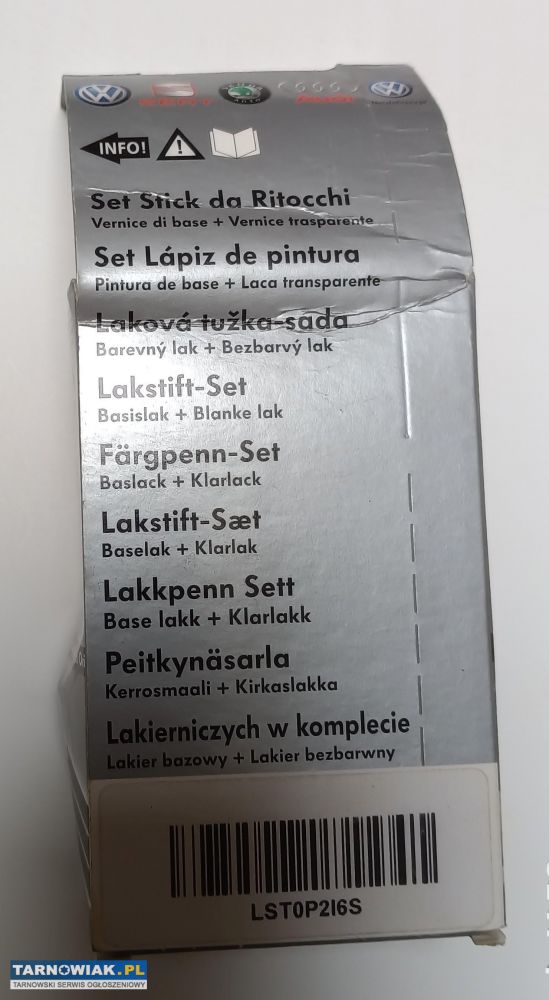 SEAT
AUTO
Audi
INFO!
Set Stick da Ritocchi
Vernice di base + Vernice trasparente
Set Lápiz de pintura
Pintura de base + Laca transparente
Laková tužka-sada
Barevný lak + Bezbarvý lak
Lakstift-Set
Basislak + Blanke lak
Färgpenn-Set
Baslack + Klarlack
Lakstift-Sæt
Baselak + Klarlak
Lakkpenn Sett
Base lakk + Klarlakk
Peitkynäsarla
Kerrosmaali + Kirkaslakka
Lakierniczych w komplecie
Lakier bazowy + Lakier bezbarwny
LST0P2I6S
TARNOWIAK.PL
TARNOWSKI SERWIS OGŁOSZENIOWY